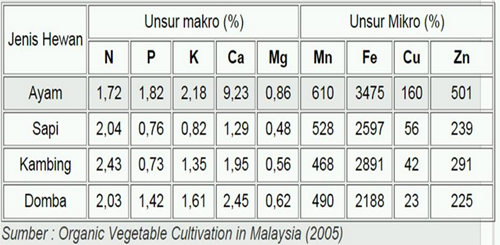 Jenis Hewan Unsur makro (%) Unsur Mikro (%)
N P K Ca Mg Mn Fe Cu Zn
Ayam 1,72 1,82 2,18 9,23 0,86 610 3475 160 501
Sapi 2,04 0,76 0,82 1,29 0,48 528 2597 56 239
Kambing 2,43 0,73 1,35 1,95 0,56 468 2891 42 291
Domba 2,03 1,42 1,61 2,45 0,62 490 2188 23 225
Sumber : Organic Vegetable Cultivation in Malaysia (2005)